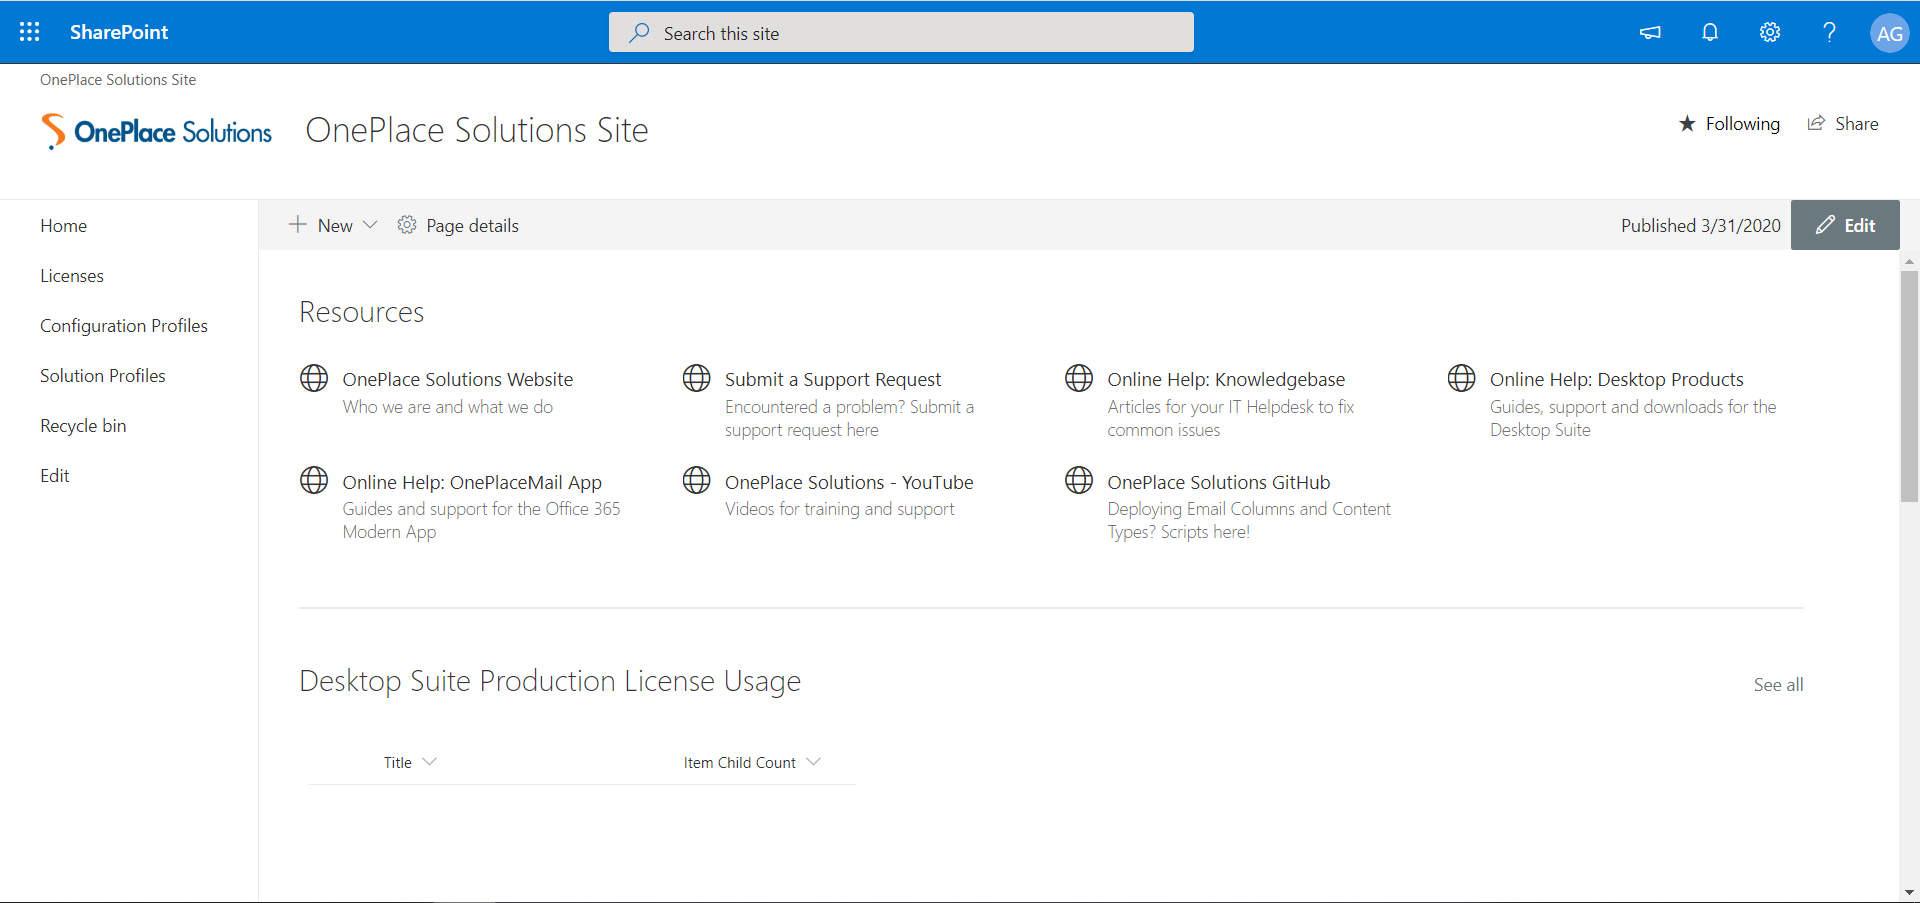 SharePoint
Search this site
?
AG
OnePlace Solutions Site
OnePlace Solutions
OnePlace Solutions Site
Following
Share
Home
Licenses
Configuration Profiles
Solution Profiles
Recycle bin
Edit
New
Page details
Published 3/31/2020
Edit
Resources
OnePlace Solutions Website
Who we are and what we do
Submit a Support Request
Encountered a problem? Submit a
support request here
Online Help: Knowledgebase
Articles for your IT Helpdesk to fix
common issues
Online Help: Desktop Products
Guides, support and downloads for the
Desktop Suite
Online Help: OnePlaceMail App
Guides and support for the Office 365
Modern App
OnePlace Solutions - YouTube
Videos for training and support
OnePlace Solutions GitHub
Deploying Email Columns and Content
Types? Scripts here!
Desktop Suite Production License Usage
See all
Title
Item Child Count